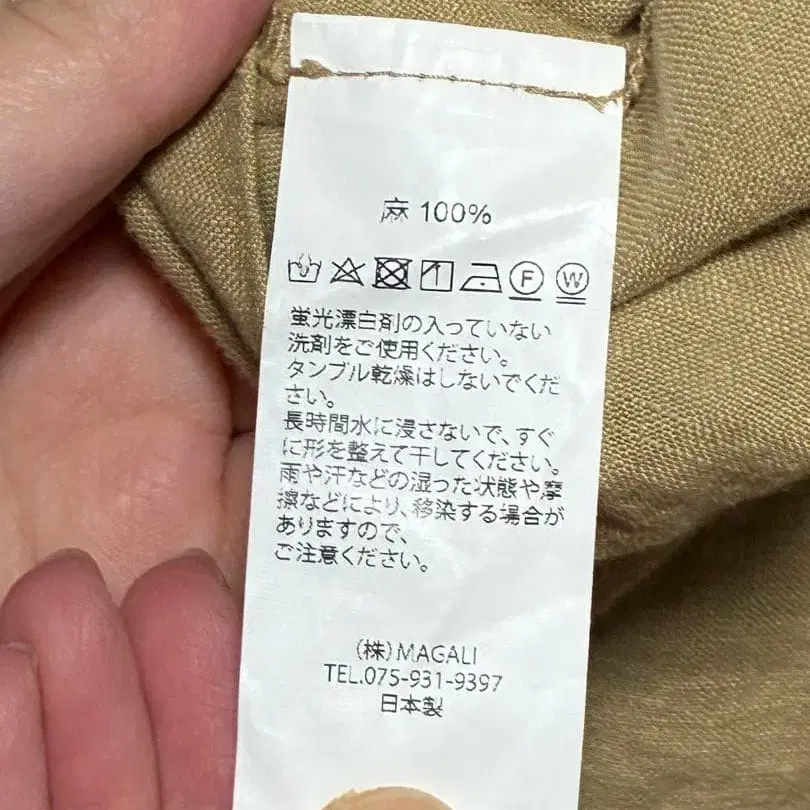 麻 100%
F W
蛍光漂白剤の入っていない
洗剤をご使用ください。
タンブル乾燥はしないでくだ
さい。
長時間水に浸さないで、すぐ
に形を整えて干してください。
雨や汗などの湿った状態や摩
擦などにより、移染する場合が
ありますので、
ご注意ください。
(株)MAGALI
TEL.075-931-9397
日本製